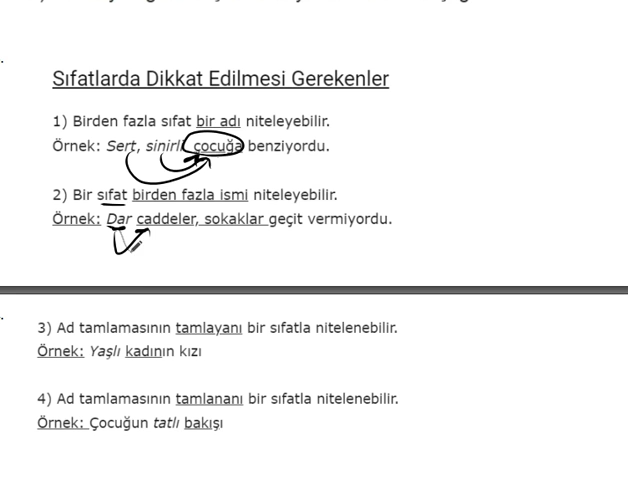 Sıfatlarda Dikkat Edilmesi Gerekenler
1) Birden fazla sıfat bir adı niteleyebilir.
Örnek: Sert, sinirli çocuğa benziyordu.
2) Bir sıfat birden fazla ismi niteleyebilir.
Örnek: Dar caddeler, sokaklar geçit vermiyordu.
3) Ad tamlamasının tamlayanı bir sıfatla nitelenebilir.
Örnek: Yaşlı kadının kızı
4) Ad tamlamasının tamlananı bir sıfatla nitelenebilir.
Örnek: Çocuğun tatlı bakışı